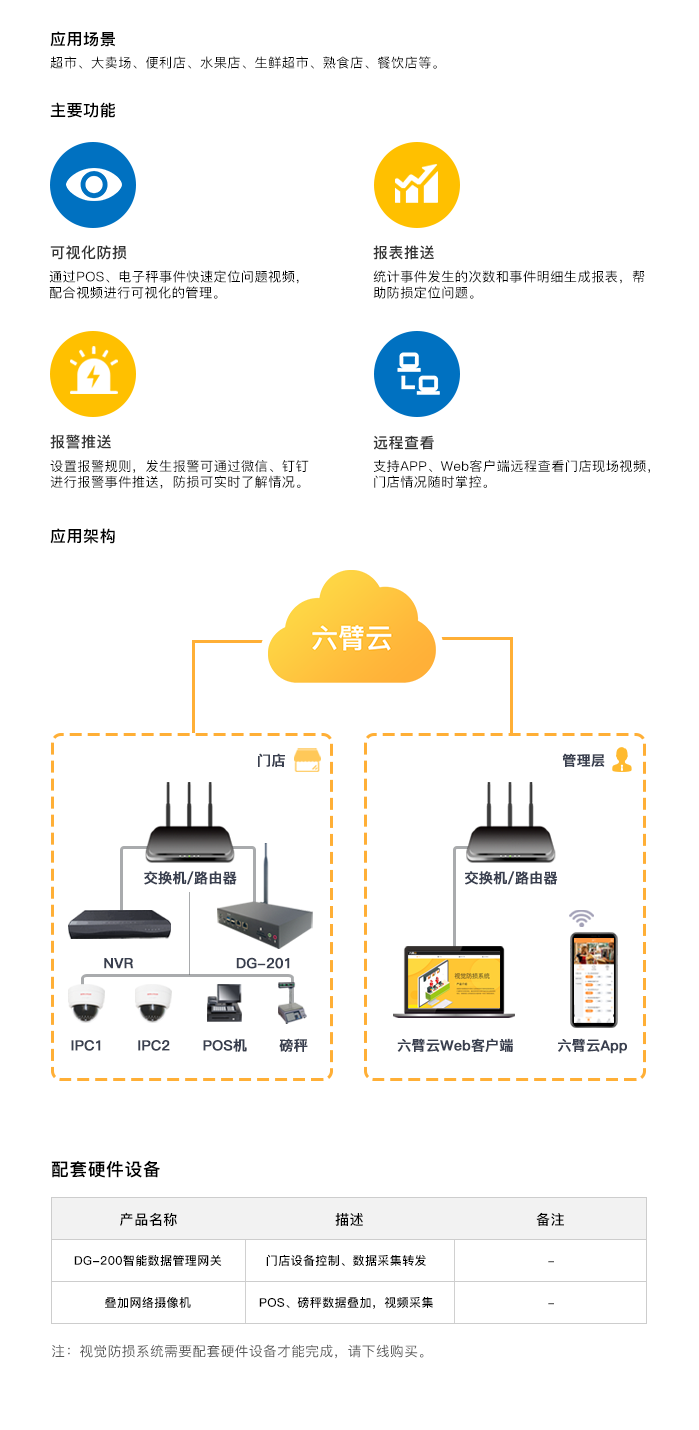 应用场景
超市、大卖场、便利店、水果店、生鲜超市、熟食店、餐饮店等。
主要功能
可视化防损
通过POS、电子秤事件快速定位问题视频，
配合视频进行可视化的管理。
报表推送
统计事件发生的次数和事件明细生成报表，帮
助防损定位问题。
报警推送
设置报警规则，发生报警可通过微信、钉钉
进行报警事件推送，防损可实时了解情况。
远程查看
支持APP、Web客户端远程查看门店现场视频，
门店情况随时掌控。
应用架构
六臂云
门店
交换机/路由器
NVR
DG-201
IPC1
IPC2
POS机
磅秤
管理层
交换机/路由器
视觉防损系统
六臂云Web客户端
六臂云App
配套硬件设备
产品名称
描述
备注
DG-200智能数据管理网关
门店设备控制、数据采集转发
-
叠加网络摄像机
POS、磅秤数据叠加，视频采集
-
注：视觉防损系统需要配套硬件设备才能完成，请下线购买。